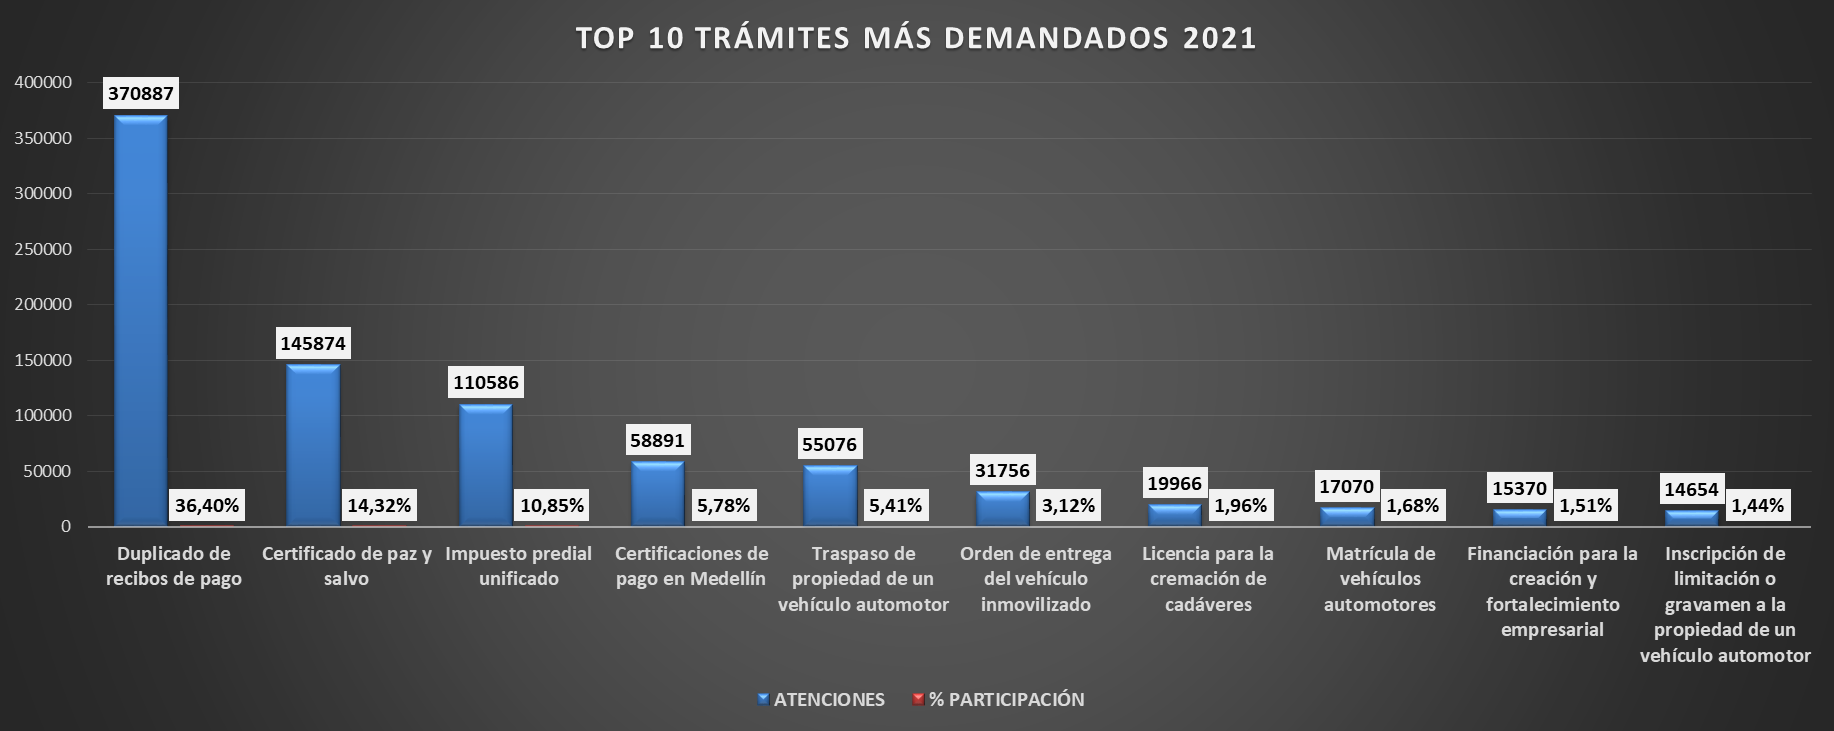 TOP 10 TRÁMITES MÁS DEMANDADOS 2021
400000
350000
300000
250000
200000
150000
100000
50000
0
370887
36,40%
145874
14,32%
110586
10,85%
58891
5,78%
55076
5,41%
31756
3,12%
19966
1,96%
17070
1,68%
15370
1,51%
14654
1,44%
Duplicado de
recibos de pago
Certificado de paz y
salvo
Impuesto predial
unificado
Certificaciones de
pago en Medellín
Traspaso de
propiedad de un
vehículo automotor
Orden de entrega
del vehículo
inmovilizado
Licencia para la
cremación de
cadáveres
Matrícula de
vehículos
automotores
Financiación para la
creación y
fortalecimiento
empresarial
Inscripción de
limitación o
gravamen a la
propiedad de un
vehículo automotor
ATENCIONES
% PARTICIPACIÓN